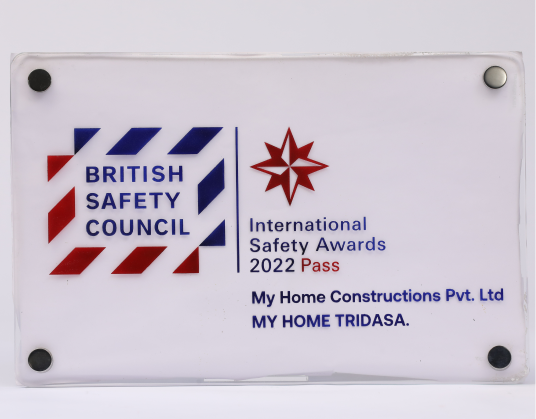 BRITISH
SAFETY
COUNCIL
International
Safety Awards
2022 Pass
My Home Constructions Pvt. Ltd
MY HOME TRIDASA.